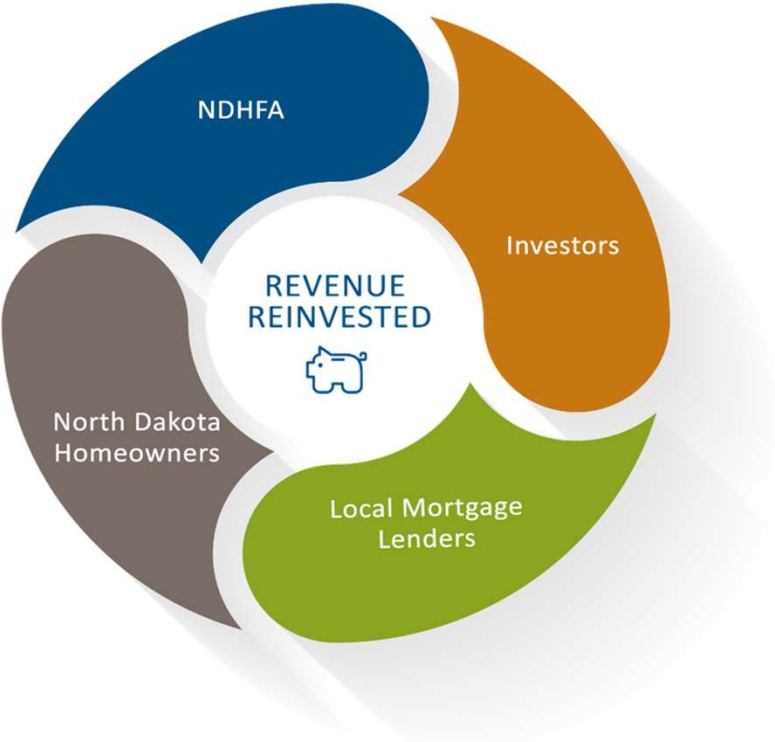 NDHFA
Investors
REVENUE
REINVESTED
North Dakota
Homeowners
Local Mortgage
Lenders